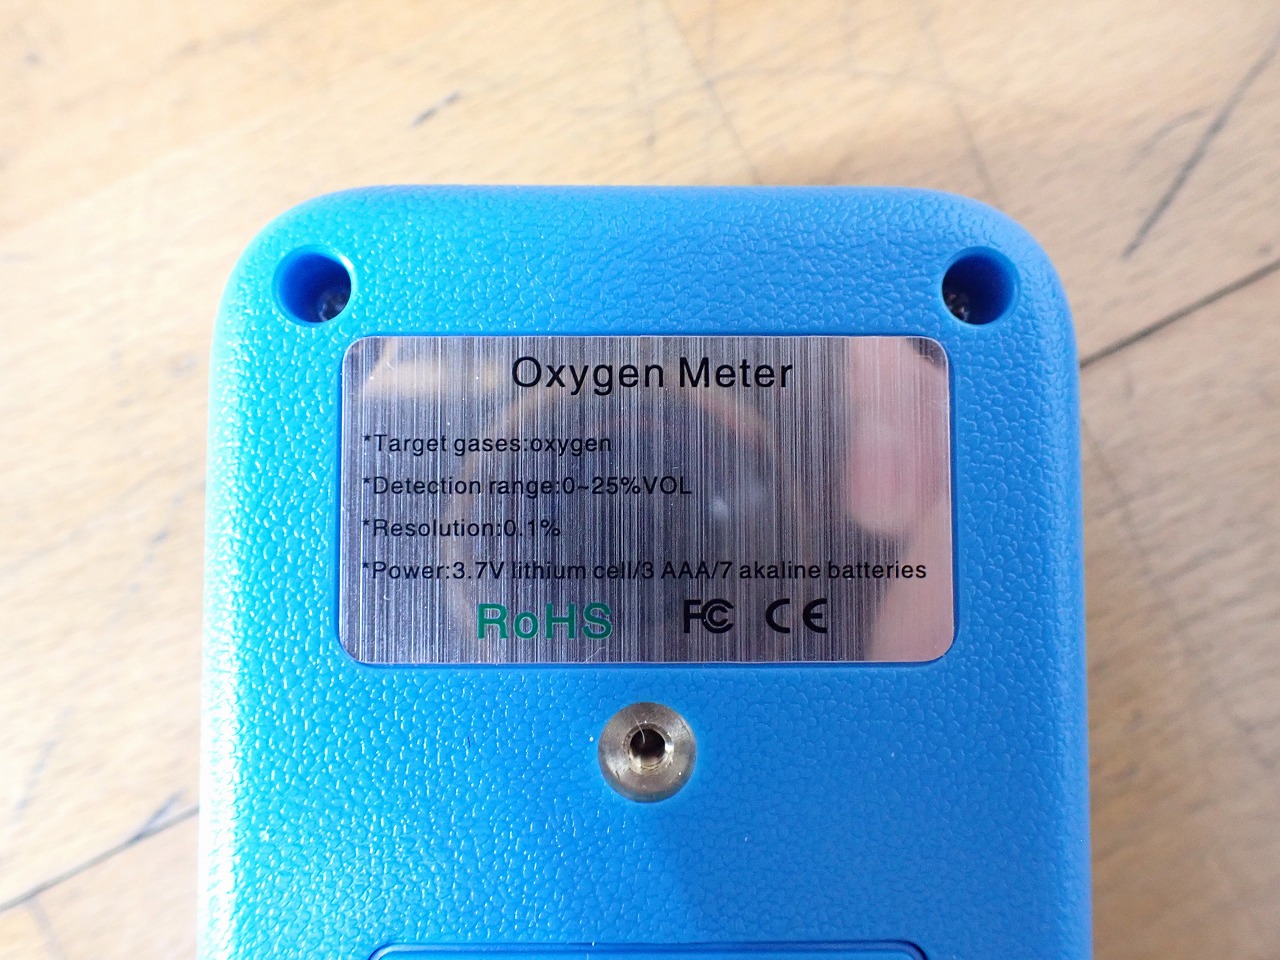 Oxygen Meter
*Target gases:oxygen
*Detection range:0~25%VOL
*Resolution:0.1%
*Power:3.7V lithium cell/3 AAA/7 akaline batteries
RoHS FC CE